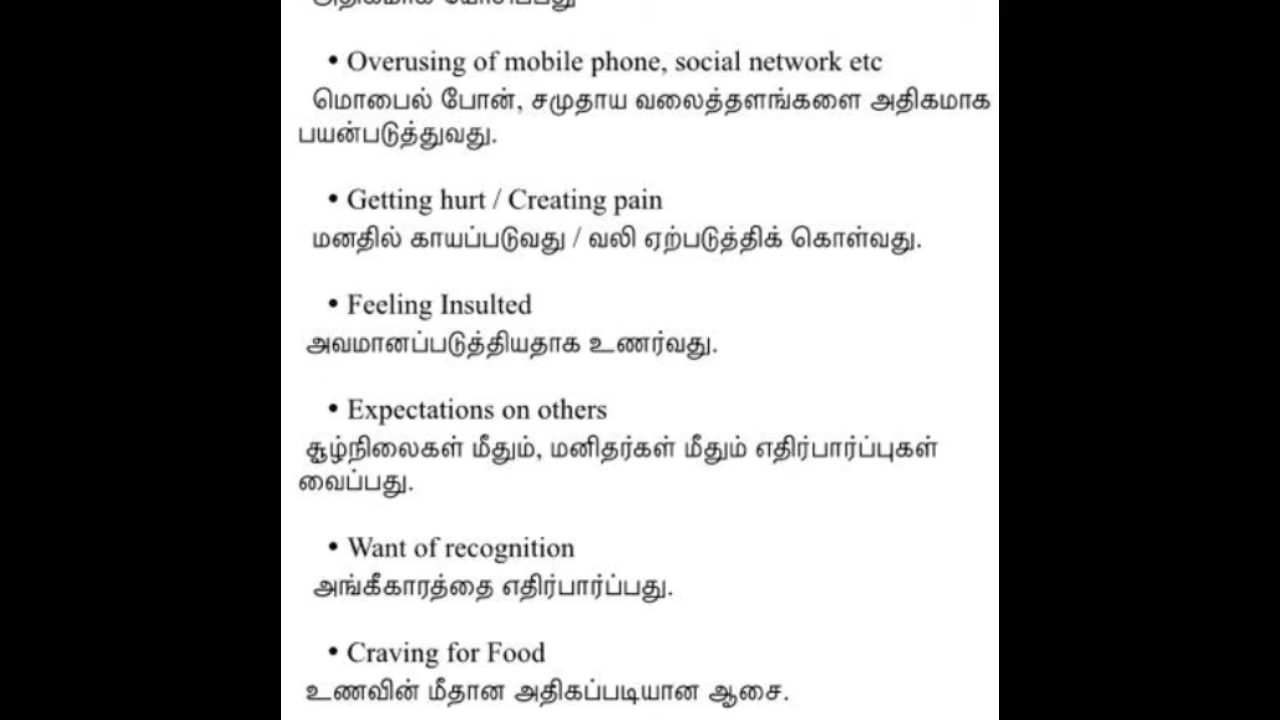 • Overusing of mobile phone, social network etc
மொபைல் போன், சமுதாய வலைத்தளங்களை அதிகமாக
பயன்படுத்துவது.
• Getting hurt / Creating pain
மனதில் காயப்படுவது / வலி ஏற்படுத்திக் கொள்வது.
• Feeling Insulted
அவமானப்படுத்தியதாக உணர்வது.
• Expectations on others
சூழ்நிலைகள் மீதும், மனிதர்கள் மீதும் எதிர்பார்ப்புகள்
வைப்பது.
• Want of recognition
அங்கீகாரத்தை எதிர்பார்ப்பது.
• Craving for Food
உணவின் மீதான அதிகப்படியான ஆசை.